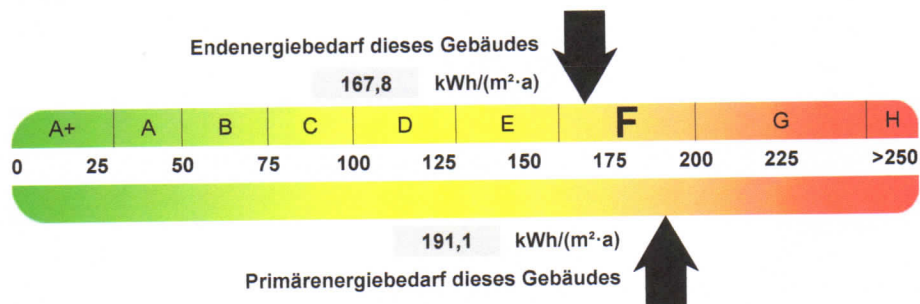 Endenergiebedarf dieses Gebäudes
167,8 kWh/(m²·a)
A+ A B C D E F G H
0 25 50 75 100 125 150 175 200 225 >250
191,1 kWh/(m²·a)
Primärenergiebedarf dieses Gebäudes